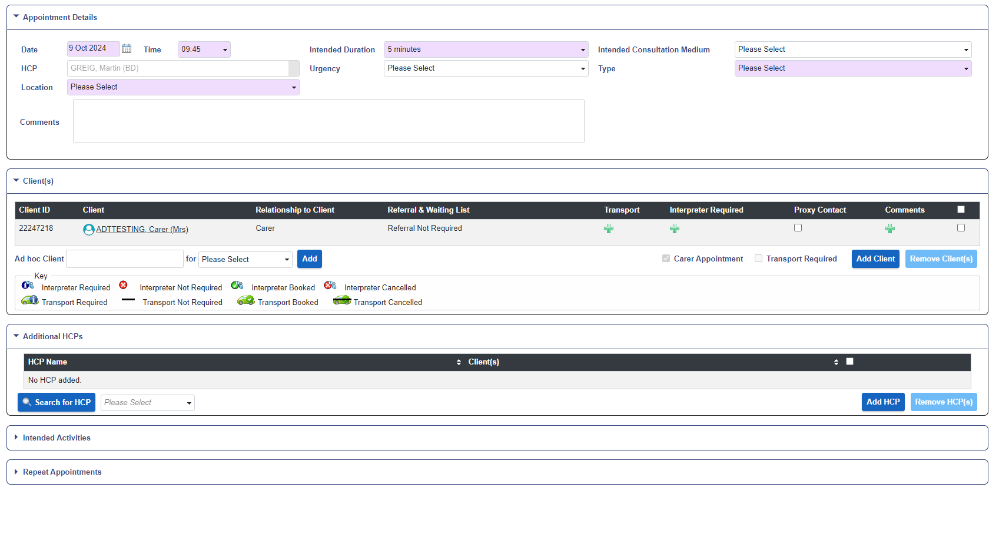 Appointment Details
Date 9 Oct 2024 Time 09:45 Intended Duration 5 minutes Intended Consultation Medium Please Select
HCP GREIG, Martin (BD) Urgency Please Select Type Please Select
Location Please Select
Comments
Client(s)
Client ID Client Relationship to Client Referral & Waiting List Transport Interpreter Required Proxy Contact Comments
22247218 ADTTESTING, Carer (Mrs) Carer Referral Not Required
Ad hoc Client for Please Select Add Carer Appointment Transport Required Add Client Remove Client(s)
Key
Interpreter Required Interpreter Not Required Interpreter Booked Interpreter Cancelled
Transport Required Transport Not Required Transport Booked Transport Cancelled
Additional HCPs
HCP Name Client(s)
No HCP added.
Search for HCP Please Select Add HCP Remove HCP(s)
Intended Activities
Repeat Appointments